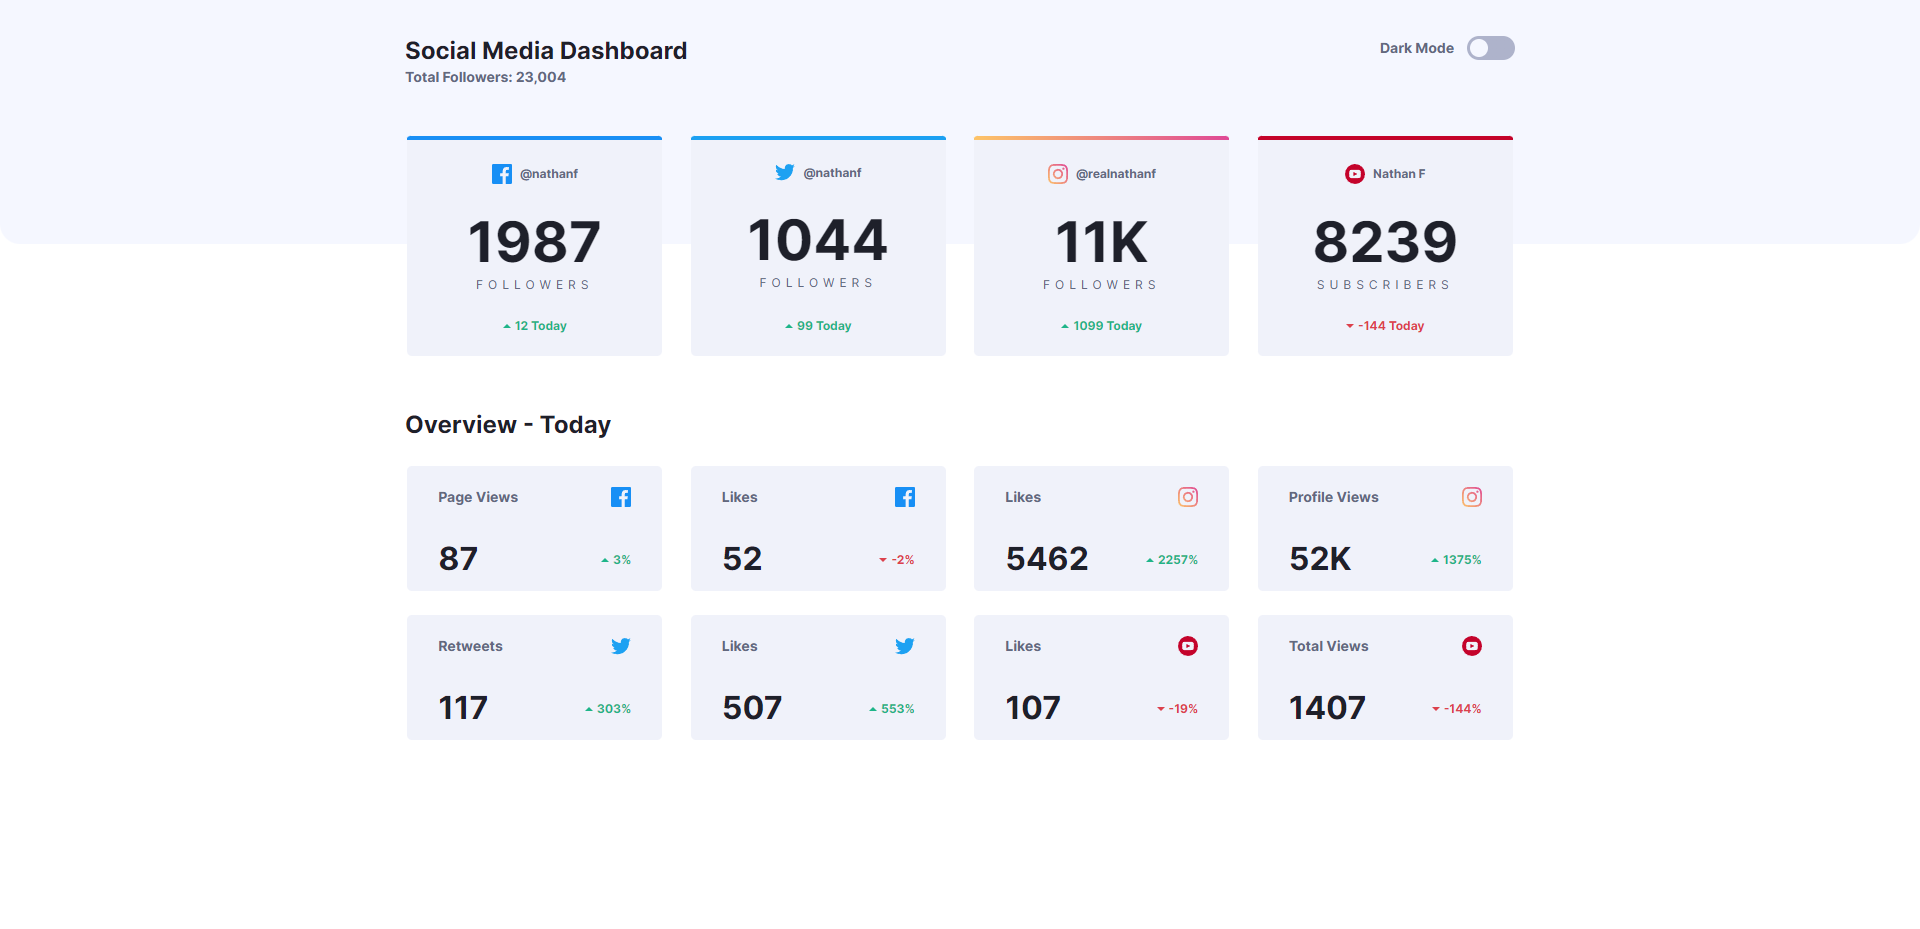 Social Media Dashboard
Total Followers: 23,004
Dark Mode
@nathanf
1987
FOLLOWERS
12 Today
@nathanf
1044
FOLLOWERS
99 Today
@realnathanf
11K
FOLLOWERS
1099 Today
Nathan F
8239
SUBSCRIBERS
-144 Today
Overview - Today
Page Views
87
3%
Likes
52
-2%
Likes
5462
2257%
Profile Views
52K
1375%
Retweets
117
303%
Likes
507
553%
Likes
107
-19%
Total Views
1407
-144%